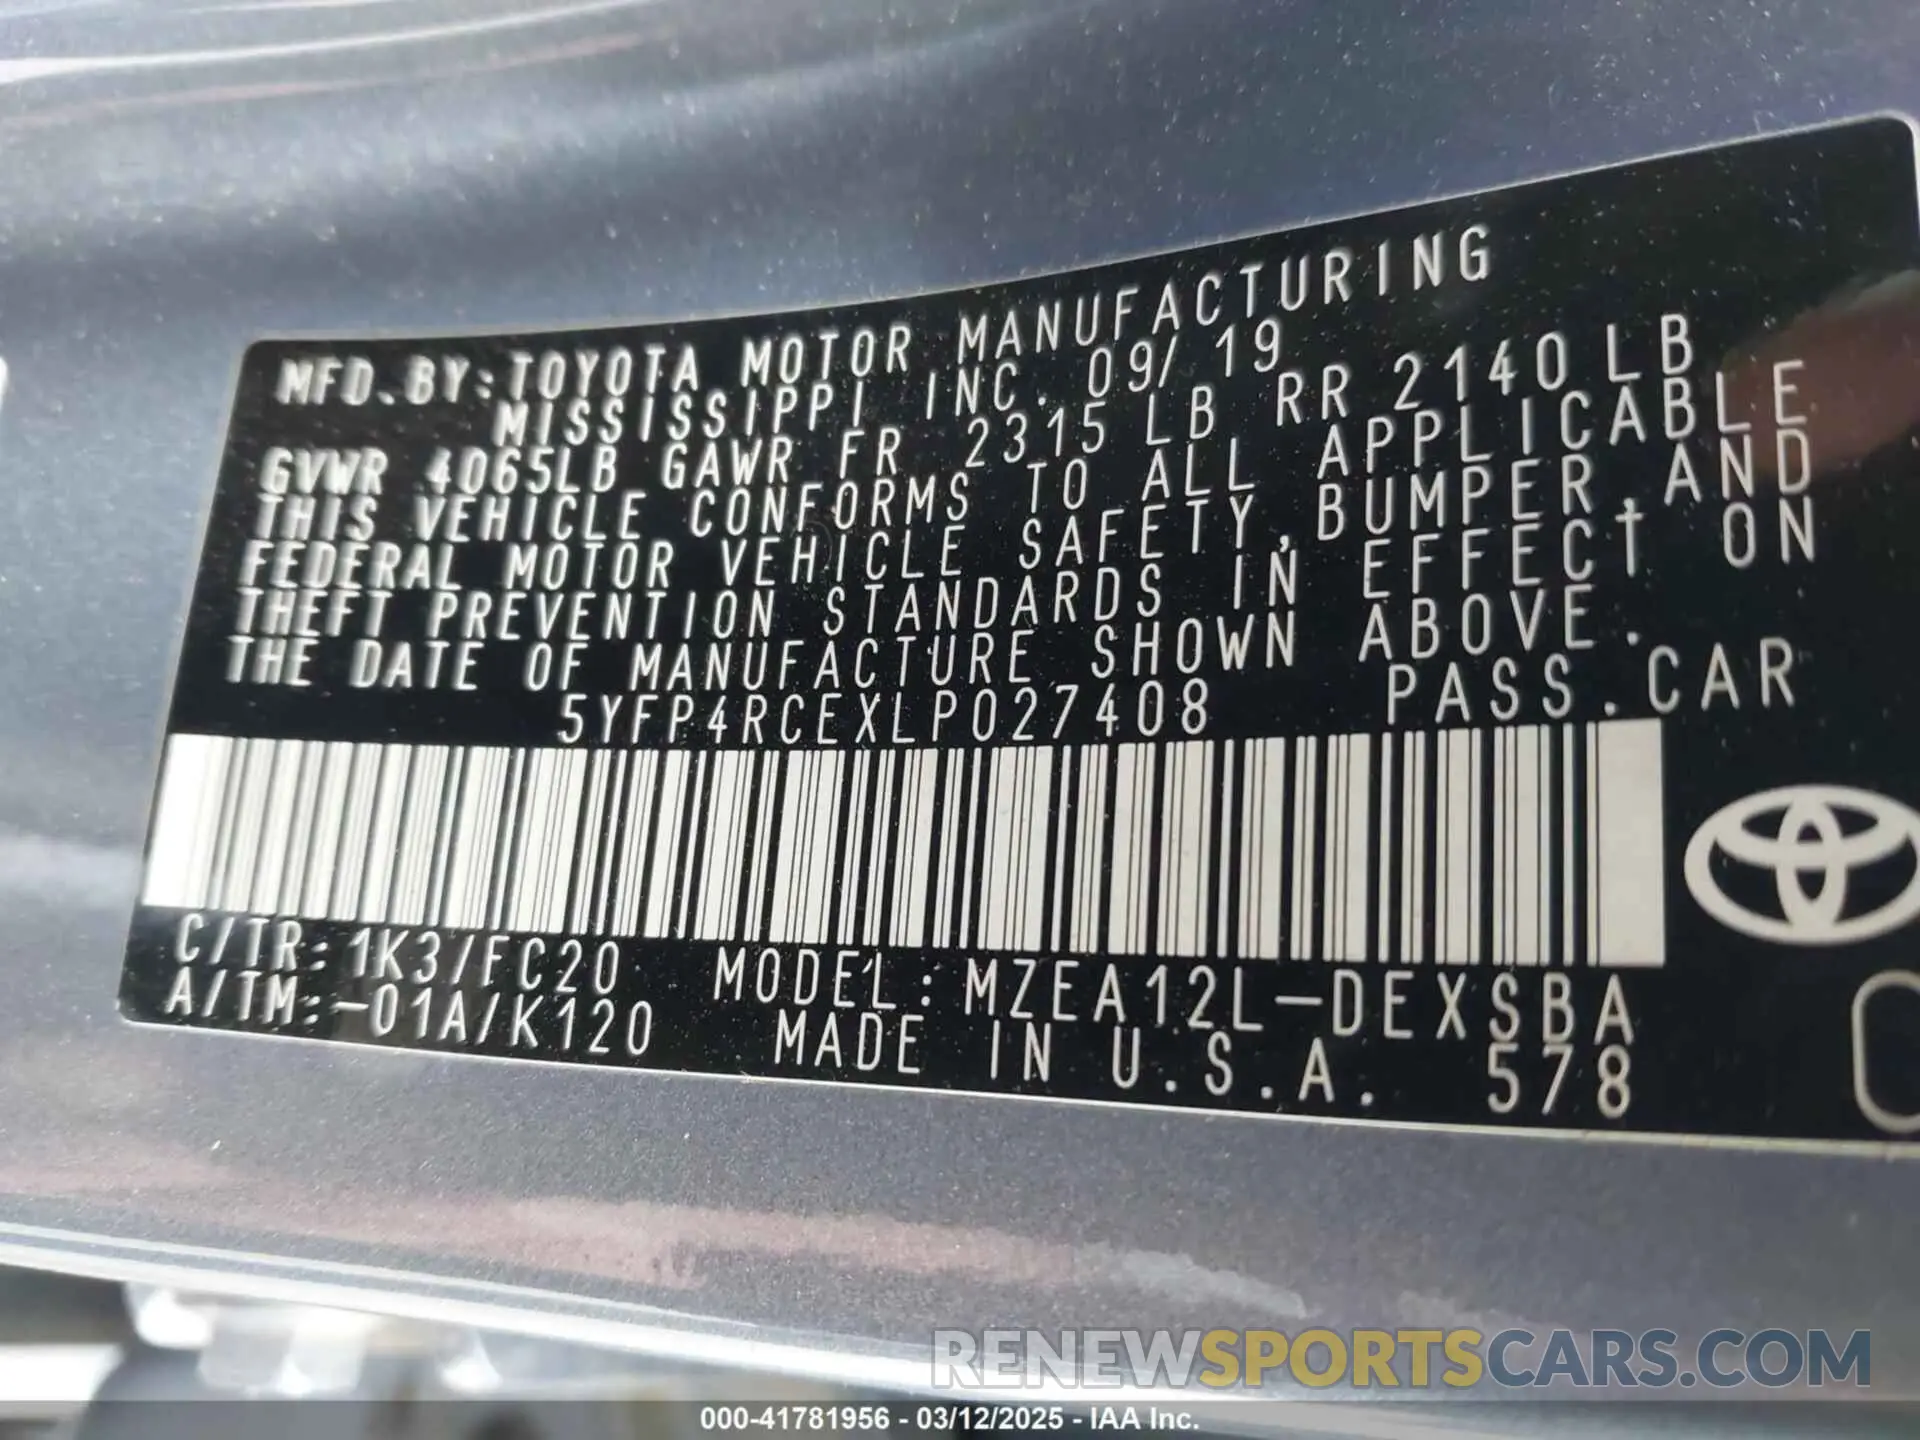 MFD.BY:TOYOTA MOTOR MANUFACTURING
MISSISSIPPI INC. 09/19
GVWR 4065LB GAWR FR 2315 LB RR 2140 LB
THIS VEHICLE CONFORMS TO ALL APPLICABLE
FEDERAL MOTOR VEHICLE SAFETY,BUMPER,AND
THEFT PREVENTION STANDARDS IN EFFECT ON
THE DATE OF MANUFACTURE SHOWN ABOVE.
5YFP4RCEXLP027408 PASS.CAR
C/TR:1K3/FC20 MODEL:MZEA12L-DEXSBA
A/TM:-01A/K120 MADE IN U.S.A. 578
RENEWSPORTSCARS.COM
000-41781956 - 03/12/2025 - IAA Inc.